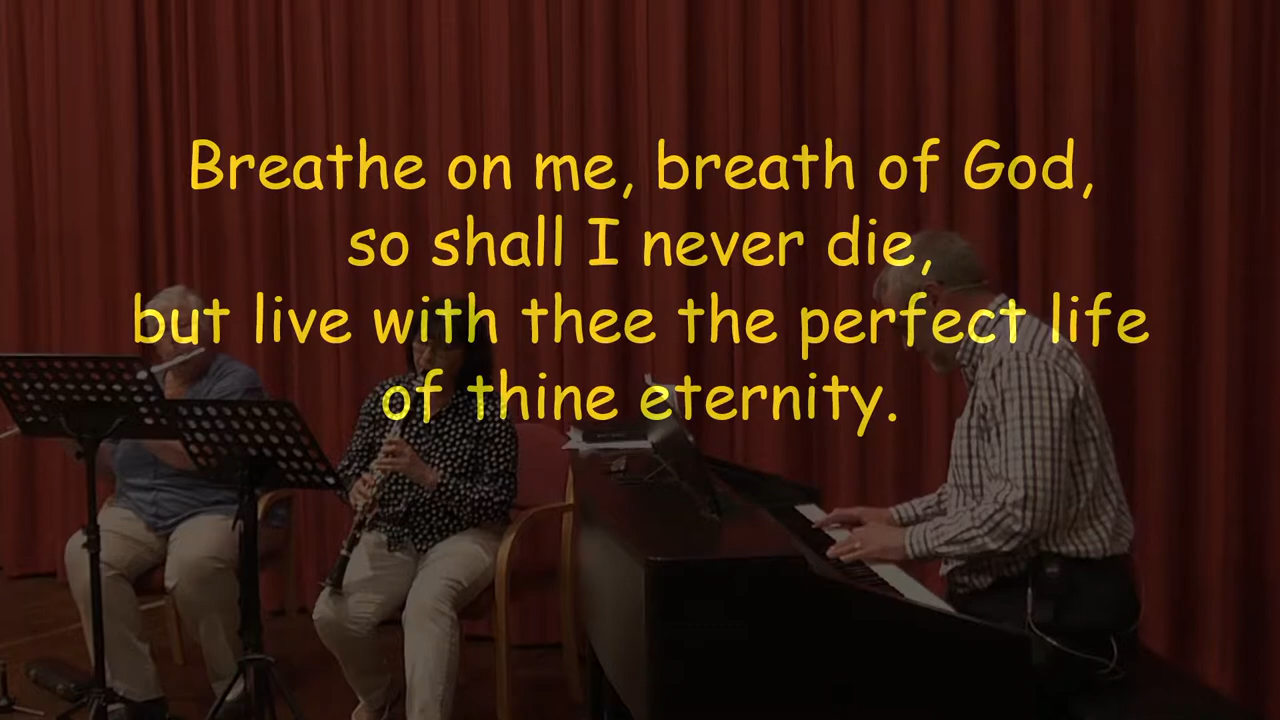 Breathe on me, breath of God,
so shall I never die,
but live with thee the perfect life
of thine eternity.